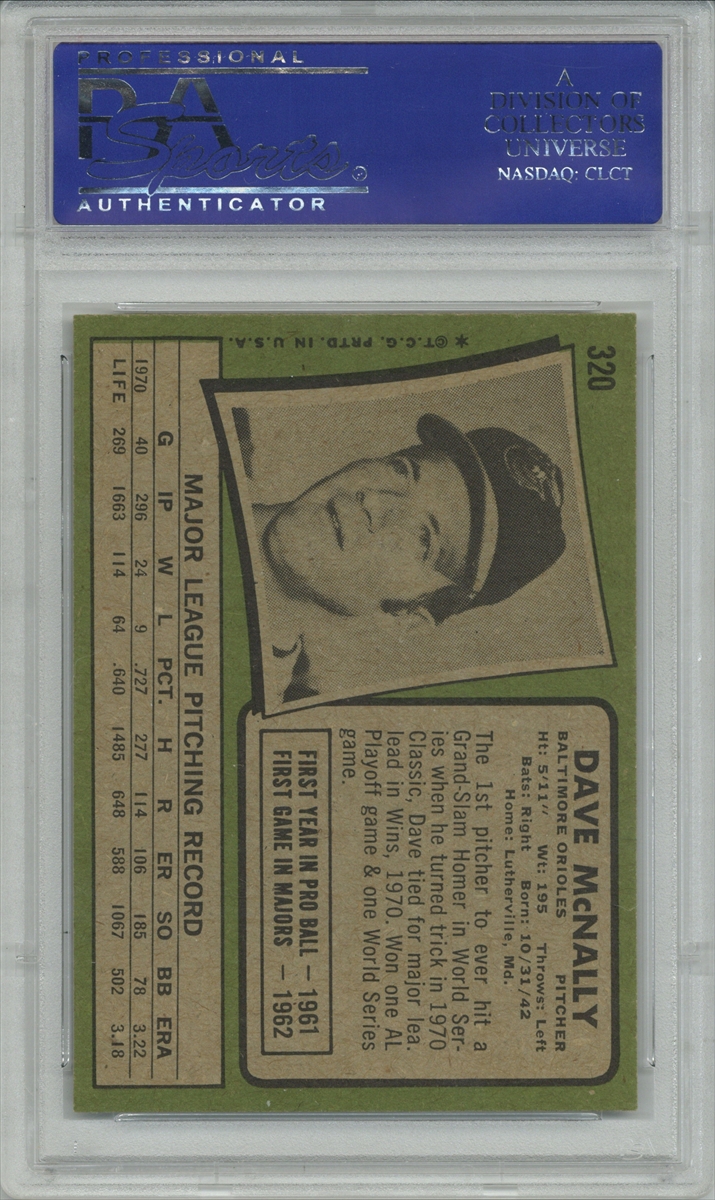 PROFESSIONAL
PSA
Sports®
AUTHENTICATOR
A
DIVISION OF
COLLECTORS
UNIVERSE
NASDAQ: CLCT
320
*©T.C.G. PRTD. IN U.S.A.
DAVE McNALLY
BALTIMORE ORIOLES PITCHER
Ht: 5'11" Wt: 195 Throws: Left
Bats: Right Born: 10/31/42
Home: Lutherville, Md.
The 1st pitcher to ever hit a
Grand-Slam Homer in World Ser-
ies when he turned trick in 1970
Classic, Dave tied for major lea.
lead in Wins, 1970. Won one AL
Playoff game & one World Series
game.
FIRST YEAR IN PRO BALL — 1961
FIRST GAME IN MAJORS — 1962
MAJOR LEAGUE PITCHING RECORD
G IP W L PCT. H R ER SO BB ERA
1970 40 296 24 9 .727 277 114 106 185 78 3.22
LIFE 269 1663 114 64 .640 1485 648 588 1067 502 3.18